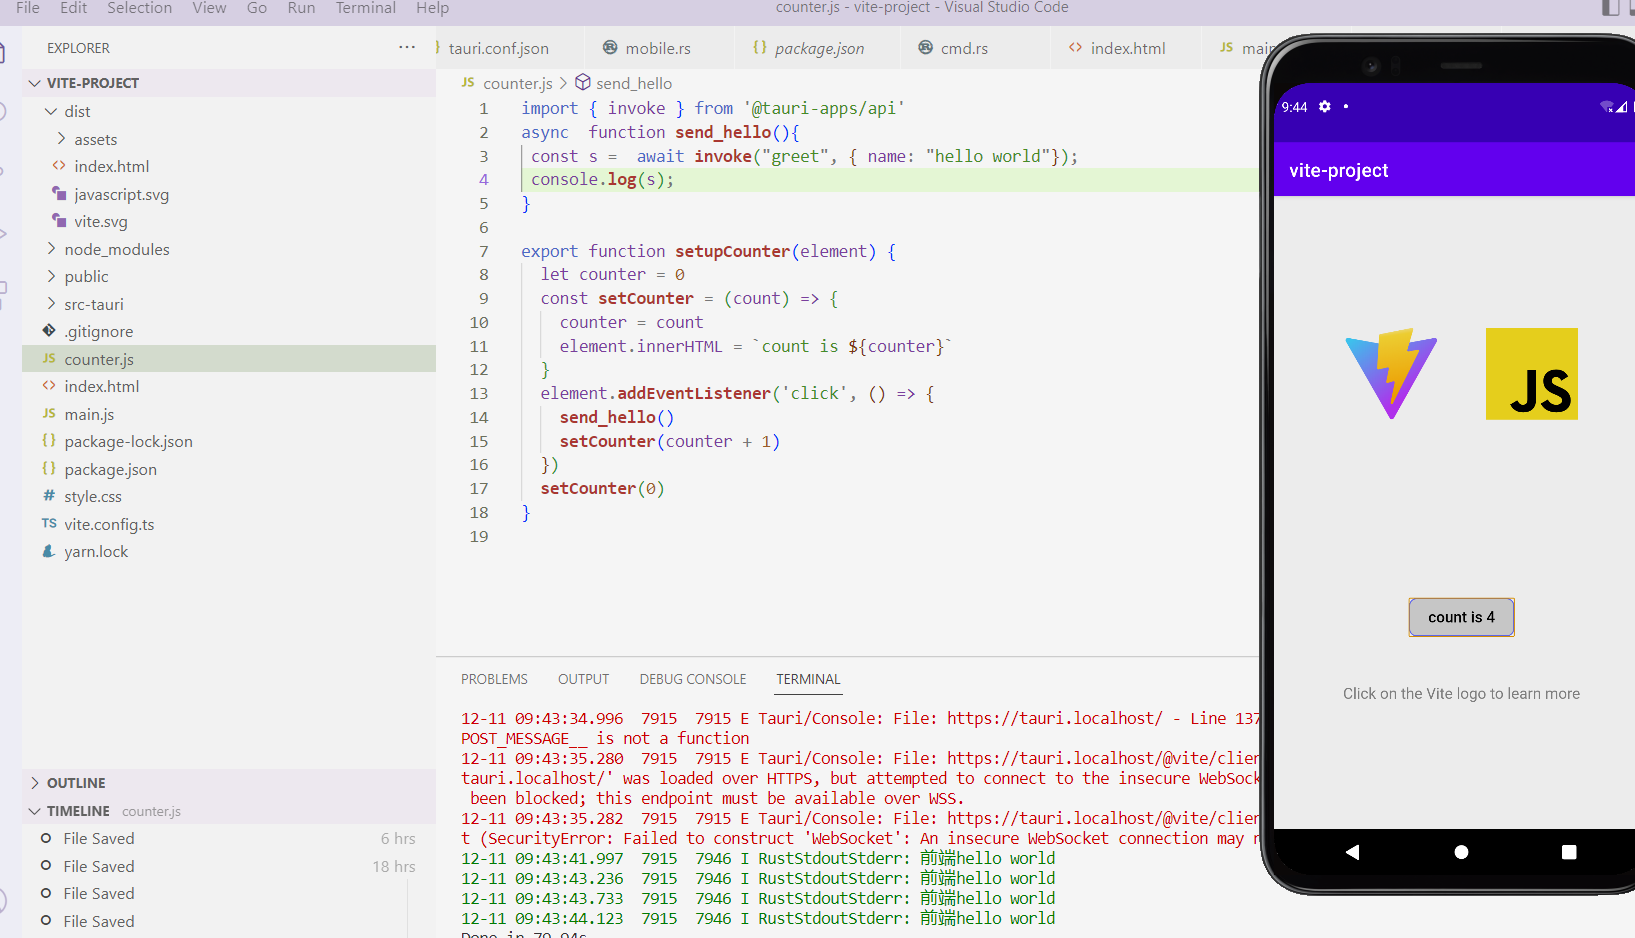 File Edit Selection View Go Run Terminal Help
counter.js - vite-project - Visual Studio Code
EXPLORER ···
VITE-PROJECT
dist
assets
index.html
javascript.svg
vite.svg
node_modules
public
src-tauri
.gitignore
JS counter.js
index.html
JS main.js
{} package-lock.json
{} package.json
# style.css
TS vite.config.ts
yarn.lock
OUTLINE
TIMELINE counter.js
File Saved 6 hrs
File Saved 18 hrs
File Saved
File Saved
tauri.conf.json mobile.rs {} package.json cmd.rs <> index.html JS main
JS counter.js > send_hello
1 import { invoke } from '@tauri-apps/api'
2 async  function send_hello(){
3 const s =  await invoke("greet", { name: "hello world"});
4 console.log(s);
5 }
6
7 export function setupCounter(element) {
8 let counter = 0
9 const setCounter = (count) => {
10 counter = count
11 element.innerHTML = `count is ${counter}`
12 }
13 element.addEventListener('click', () => {
14 send_hello()
15 setCounter(counter + 1)
16 })
17 setCounter(0)
18 }
19
PROBLEMS OUTPUT DEBUG CONSOLE TERMINAL
12-11 09:43:34.996  7915  7915 E Tauri/Console: File: https://tauri.localhost/ - Line 137
POST_MESSAGE__ is not a function
12-11 09:43:35.280  7915  7915 E Tauri/Console: File: https://tauri.localhost/@vite/clien
tauri.localhost/' was loaded over HTTPS, but attempted to connect to the insecure WebSock
been blocked; this endpoint must be available over WSS.
12-11 09:43:35.282  7915  7915 E Tauri/Console: File: https://tauri.localhost/@vite/clien
t (SecurityError: Failed to construct 'WebSocket': An insecure WebSocket connection may
12-11 09:43:41.997  7915  7946 I RustStdoutStderr: 前端hello world
12-11 09:43:43.236  7915  7946 I RustStdoutStderr: 前端hello world
12-11 09:43:43.733  7915  7946 I RustStdoutStderr: 前端hello world
12-11 09:43:44.123  7915  7946 I RustStdoutStderr: 前端hello world
Done in 79.94s
9:44
vite-project
JS
count is 4
Click on the Vite logo to learn more